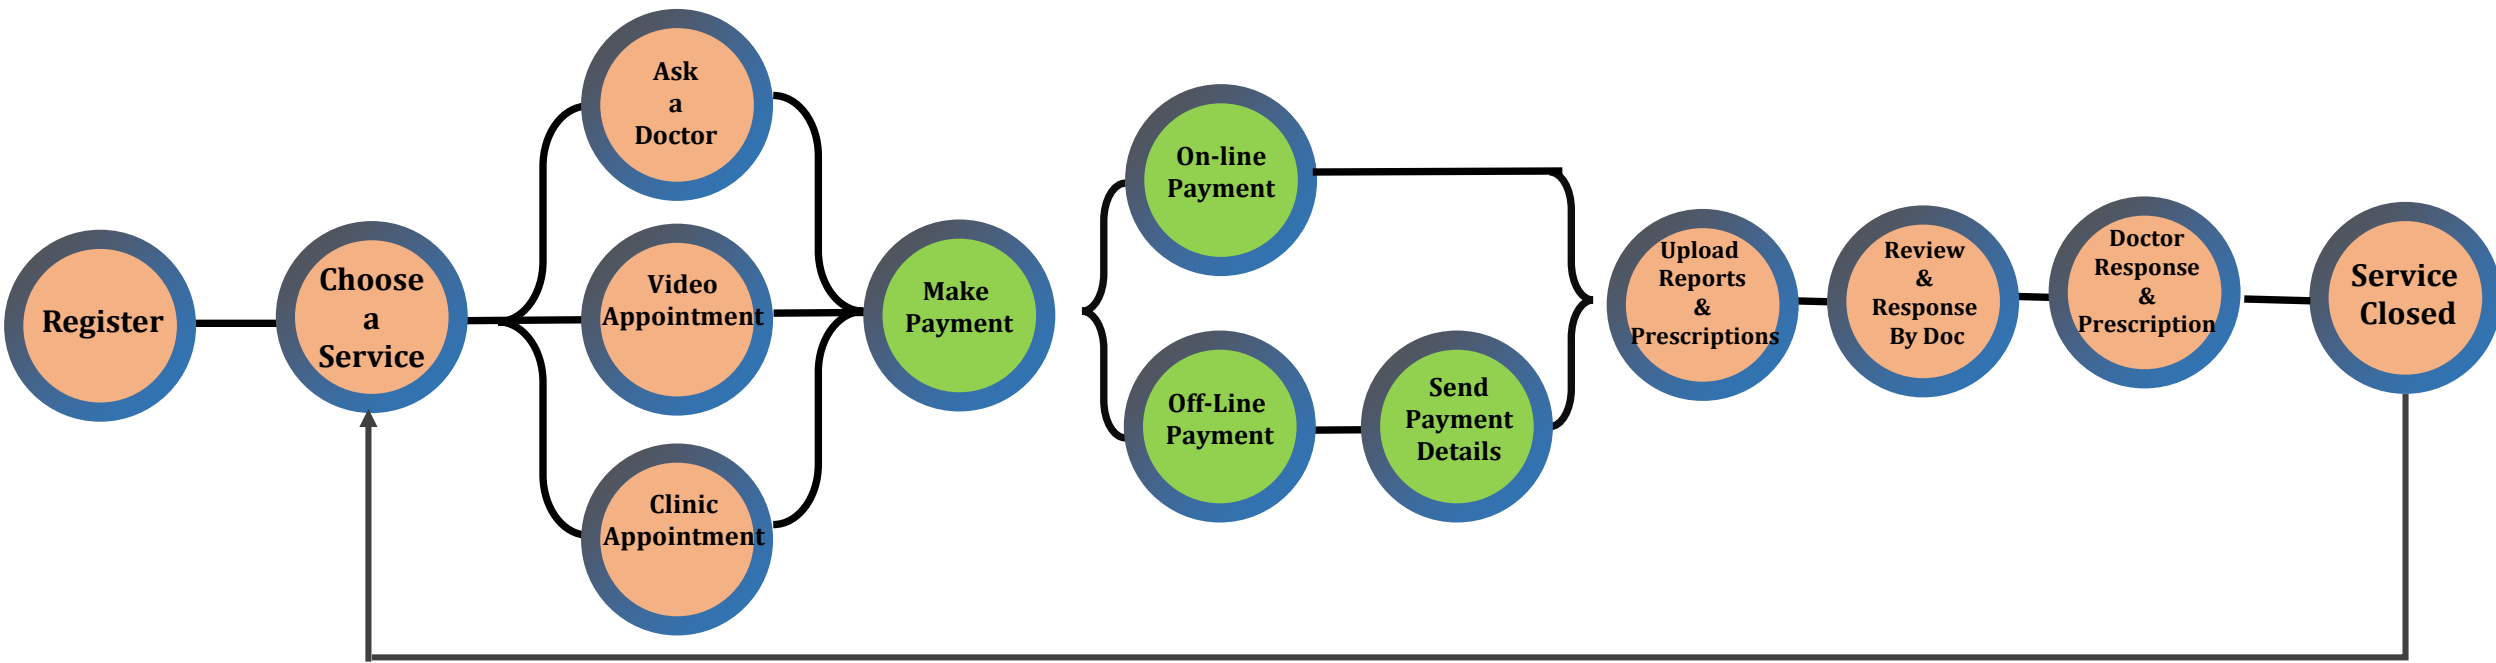 Register
Choose
a
Service
Ask
a
Doctor
Video
Appointment
Clinic
Appointment
Make
Payment
On-line
Payment
Off-Line
Payment
Send
Payment
Details
Upload
Reports
&
Prescriptions
Review
&
Response
By Doc
Doctor
Response
&
Prescription
Service
Closed